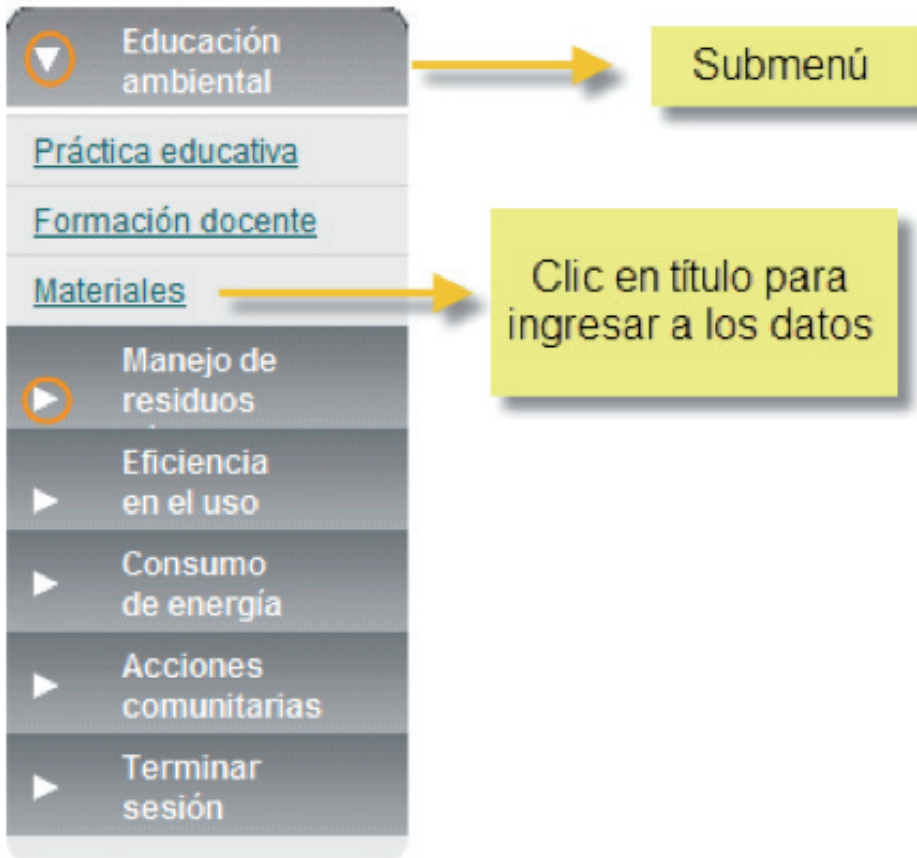 Educación
ambiental
Submenú
Práctica educativa
Formación docente
Materiales
Clic en título para
ingresar a los datos
Manejo de
residuos
Eficiencia
en el uso
Consumo
de energía
Acciones
comunitarias
Terminar
sesión